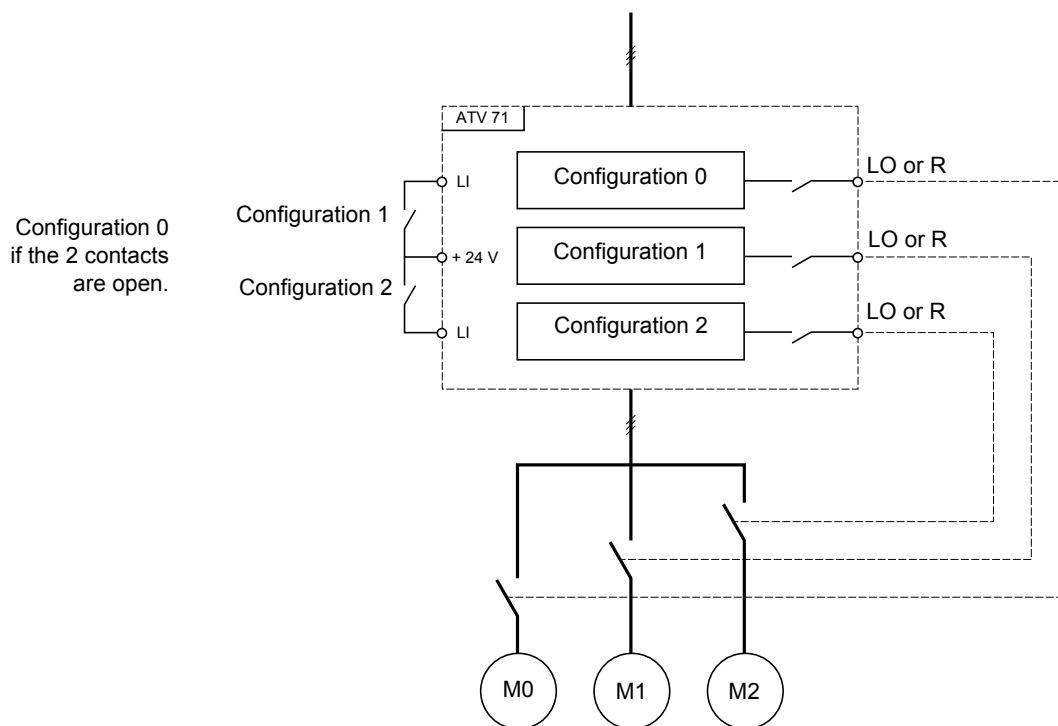 ATV 71
Configuration 0
if the 2 contacts
are open.
Configuration 1
Configuration 2
LI
+ 24 V
LI
Configuration 0
Configuration 1
Configuration 2
LO or R
LO or R
LO or R
M0
M1
M2